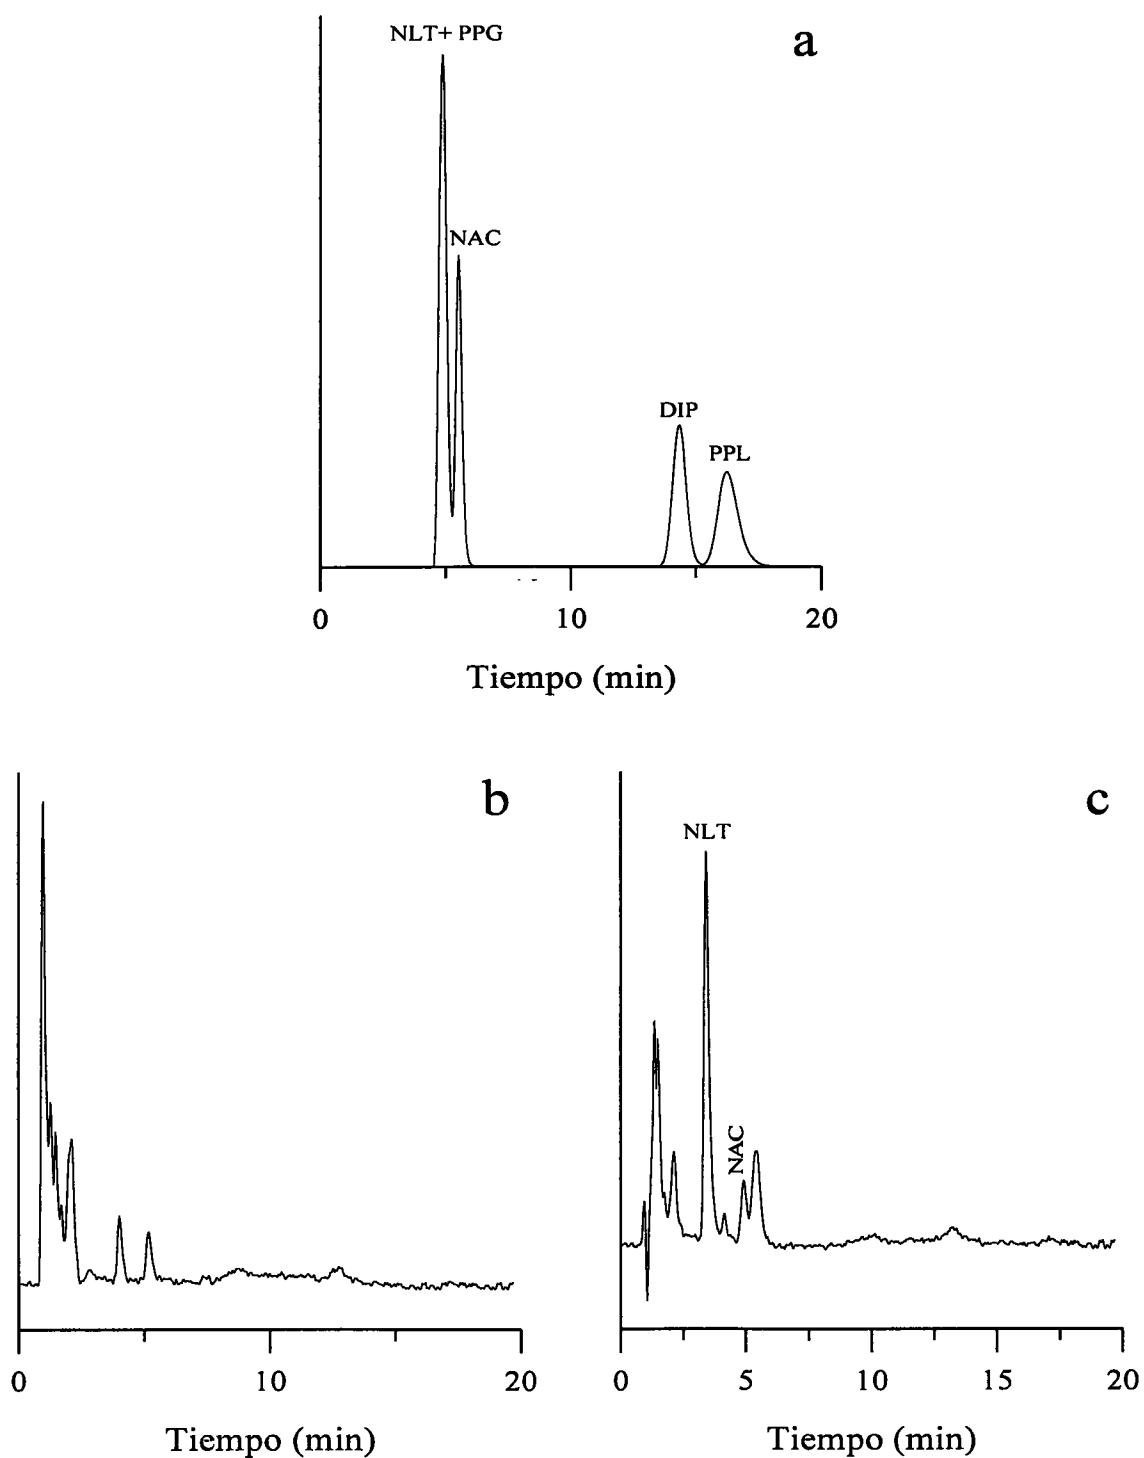 a
NLT+ PPG
NAC
DIP
PPL
0 10 20
Tiempo (min)
b
0 10 20
Tiempo (min)
c
NLT
NAC
0 5 10 15 20
Tiempo (min)